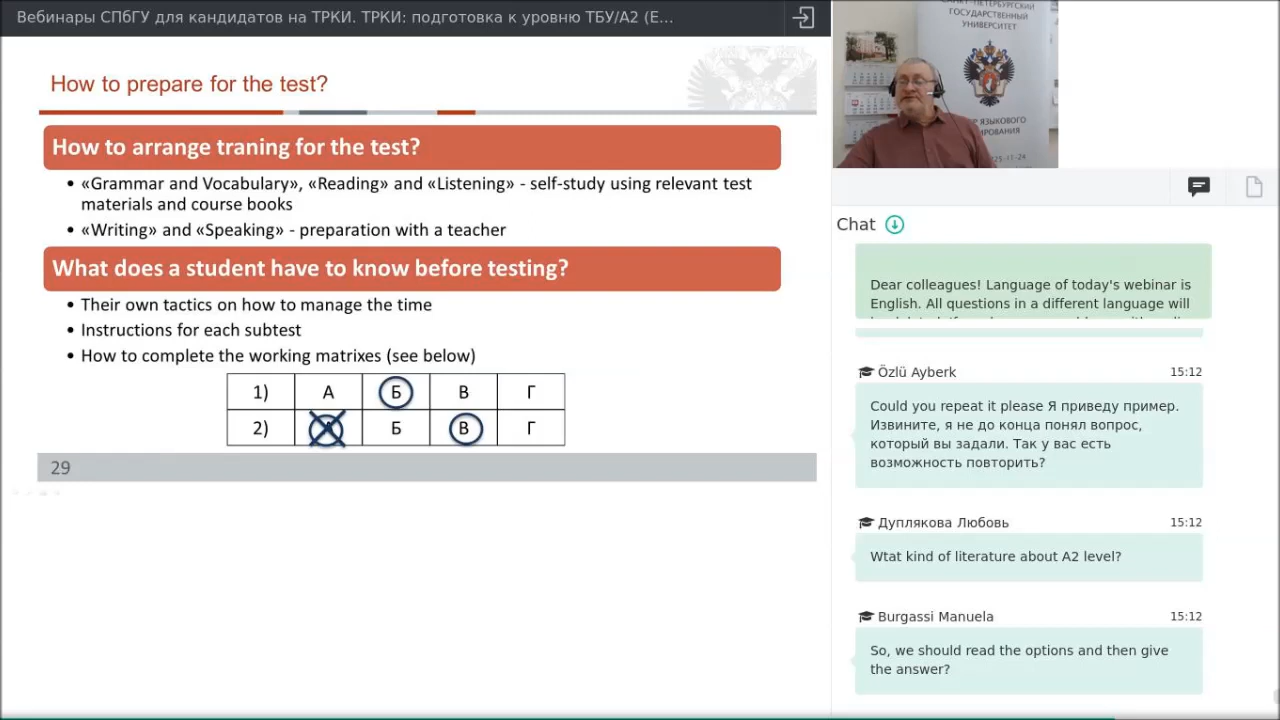 Вебинары СПбГУ для кандидатов на ТРКИ. ТРКИ: подготовка к уровню ТБУ/А2 (Е...
How to prepare for the test?
How to arrange traning for the test?
• «Grammar and Vocabulary», «Reading» and «Listening» - self-study using relevant test
materials and course books
• «Writing» and «Speaking» - preparation with a teacher
What does a student have to know before testing?
• Their own tactics on how to manage the time
• Instructions for each subtest
• How to complete the working matrixes (see below)
1) А Б В Г
2) А Б В Г
29
ГОСУДАРСТВЕННЫЙ
УНИВЕРСИТЕТ
ЯЗЫКОВОГО
Chat
Dear colleagues! Language of today's webinar is
English. All questions in a different language will
Özlü Ayberk 15:12
Could you repeat it please Я приведу пример.
Извините, я не до конца понял вопрос,
который вы задали. Так у вас есть
возможность повторить?
Дуплякова Любовь 15:12
Wtat kind of literature about A2 level?
Burgassi Manuela 15:12
So, we should read the options and then give
the answer?